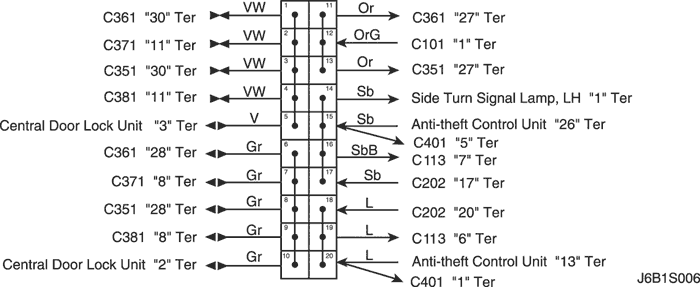 C361 "30" Ter VW 1 11 Or C361 "27" Ter
C371 "11" Ter VW 2 12 OrG C101 "1" Ter
C351 "30" Ter VW 3 13 Or C351 "27" Ter
C381 "11" Ter VW 4 14 Sb Side Turn Signal Lamp, LH "1" Ter
Central Door Lock Unit "3" Ter V 5 15 Sb Anti-theft Control Unit "26" Ter
C401 "5" Ter
C361 "28" Ter Gr 6 16 SbB C113 "7" Ter
C371 "8" Ter Gr 7 17 Sb C202 "17" Ter
C351 "28" Ter Gr 8 18 L C202 "20" Ter
C381 "8" Ter Gr 9 19 L C113 "6" Ter
Central Door Lock Unit "2" Ter Gr 10 20 L Anti-theft Control Unit "13" Ter
C401 "1" Ter
J6B1S006